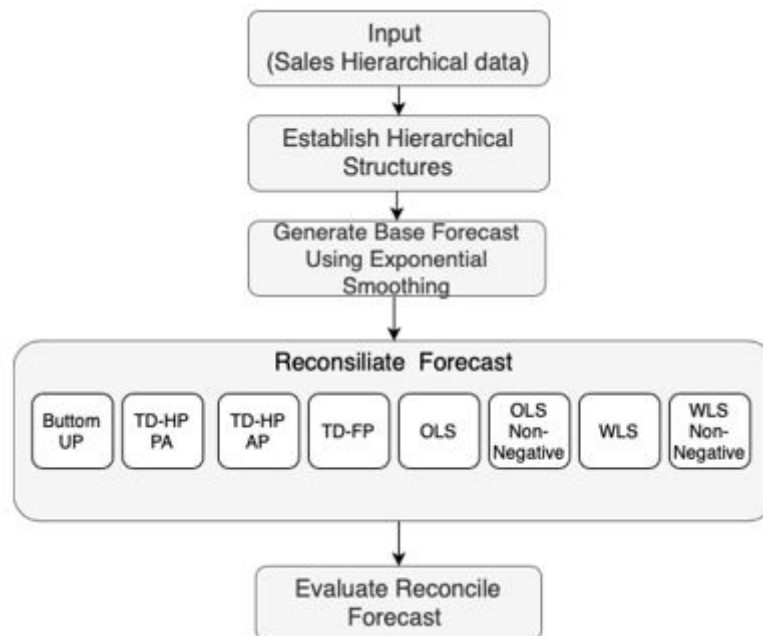 Input
(Sales Hierarchical data)
Establish Hierarchical
Structures
Generate Base Forecast
Using Exponential
Smoothing
Reconsiliate Forecast
Buttom
UP
TD-HP
PA
TD-HP
AP
TD-FP
OLS
OLS
Non-
Negative
WLS
WLS
Non-
Negative
Evaluate Reconcile
Forecast